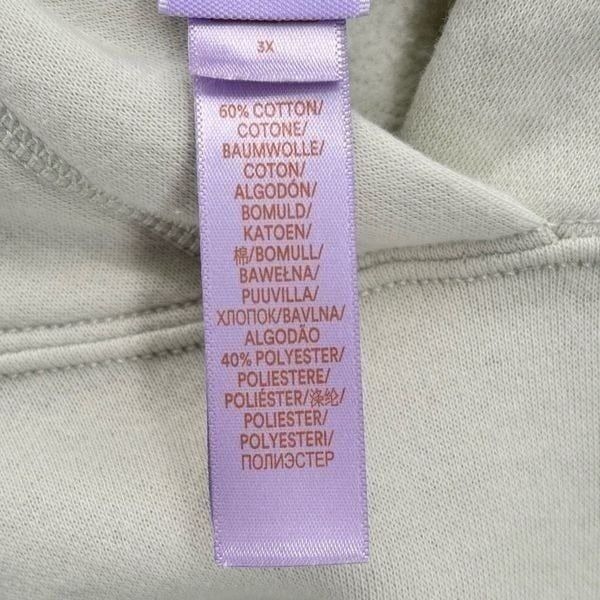 3X
60% COTTON/
COTONE/
BAUMWOLLE/
COTON/
ALGODÓN/
BOMULD/
KATOEN/
棉/BOMULL/
BAWEŁNA/
PUUVILLA/
ХЛОПОК/BAVLNA/
ALGODÃO
40% POLYESTER/
POLIESTERE/
POLIÉSTER/涤纶/
POLIESTER/
POLYESTERI/
ПОЛИЭСТЕР